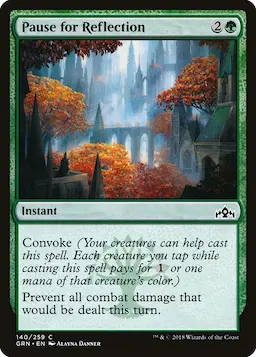 Pause for Reflection 2
Instant
Convoke (Your creatures can help cast
this spell. Each creature you tap while
casting this spell pays for 1 or one
mana of that creature's color.)
Prevent all combat damage that
would be dealt this turn.
140/259 C
GRN • EN ALAYNA DANNER
™ & © 2018 Wizards of the Coast